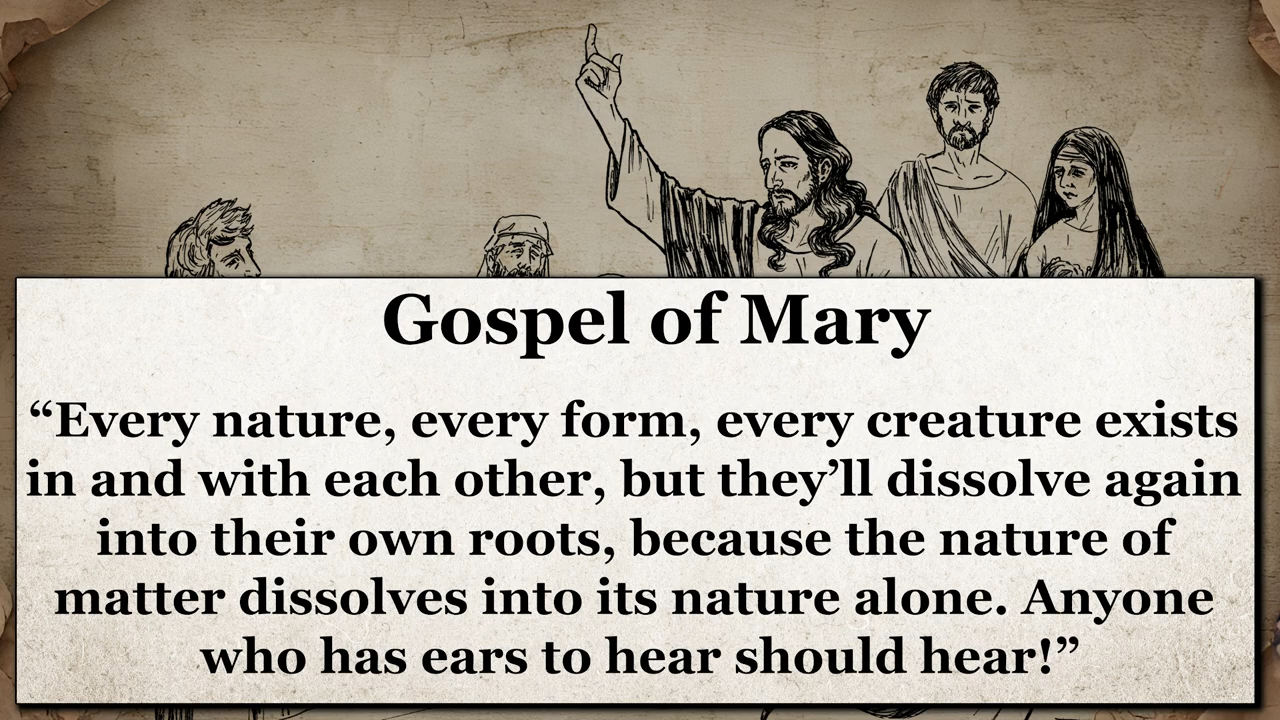 Gospel of Mary
“Every nature, every form, every creature exists
in and with each other, but they’ll dissolve again
into their own roots, because the nature of
matter dissolves into its nature alone. Anyone
who has ears to hear should hear!”